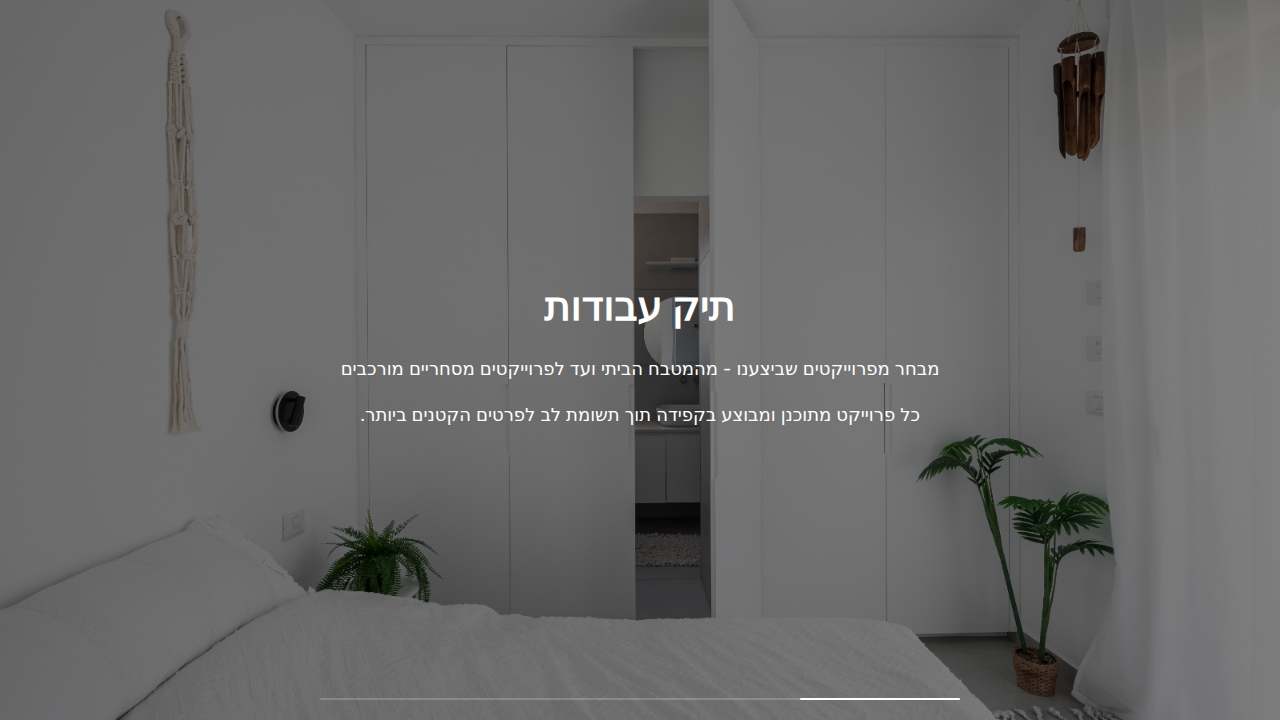 תיק עבודות
מבחר מפרוייקטים שביצענו - מהמטבח הביתי ועד לפרוייקטים מסחריים מורכבים
כל פרוייקט מתוכנן ומבוצע בקפידה תוך תשומת לב לפרטים הקטנים ביותר.